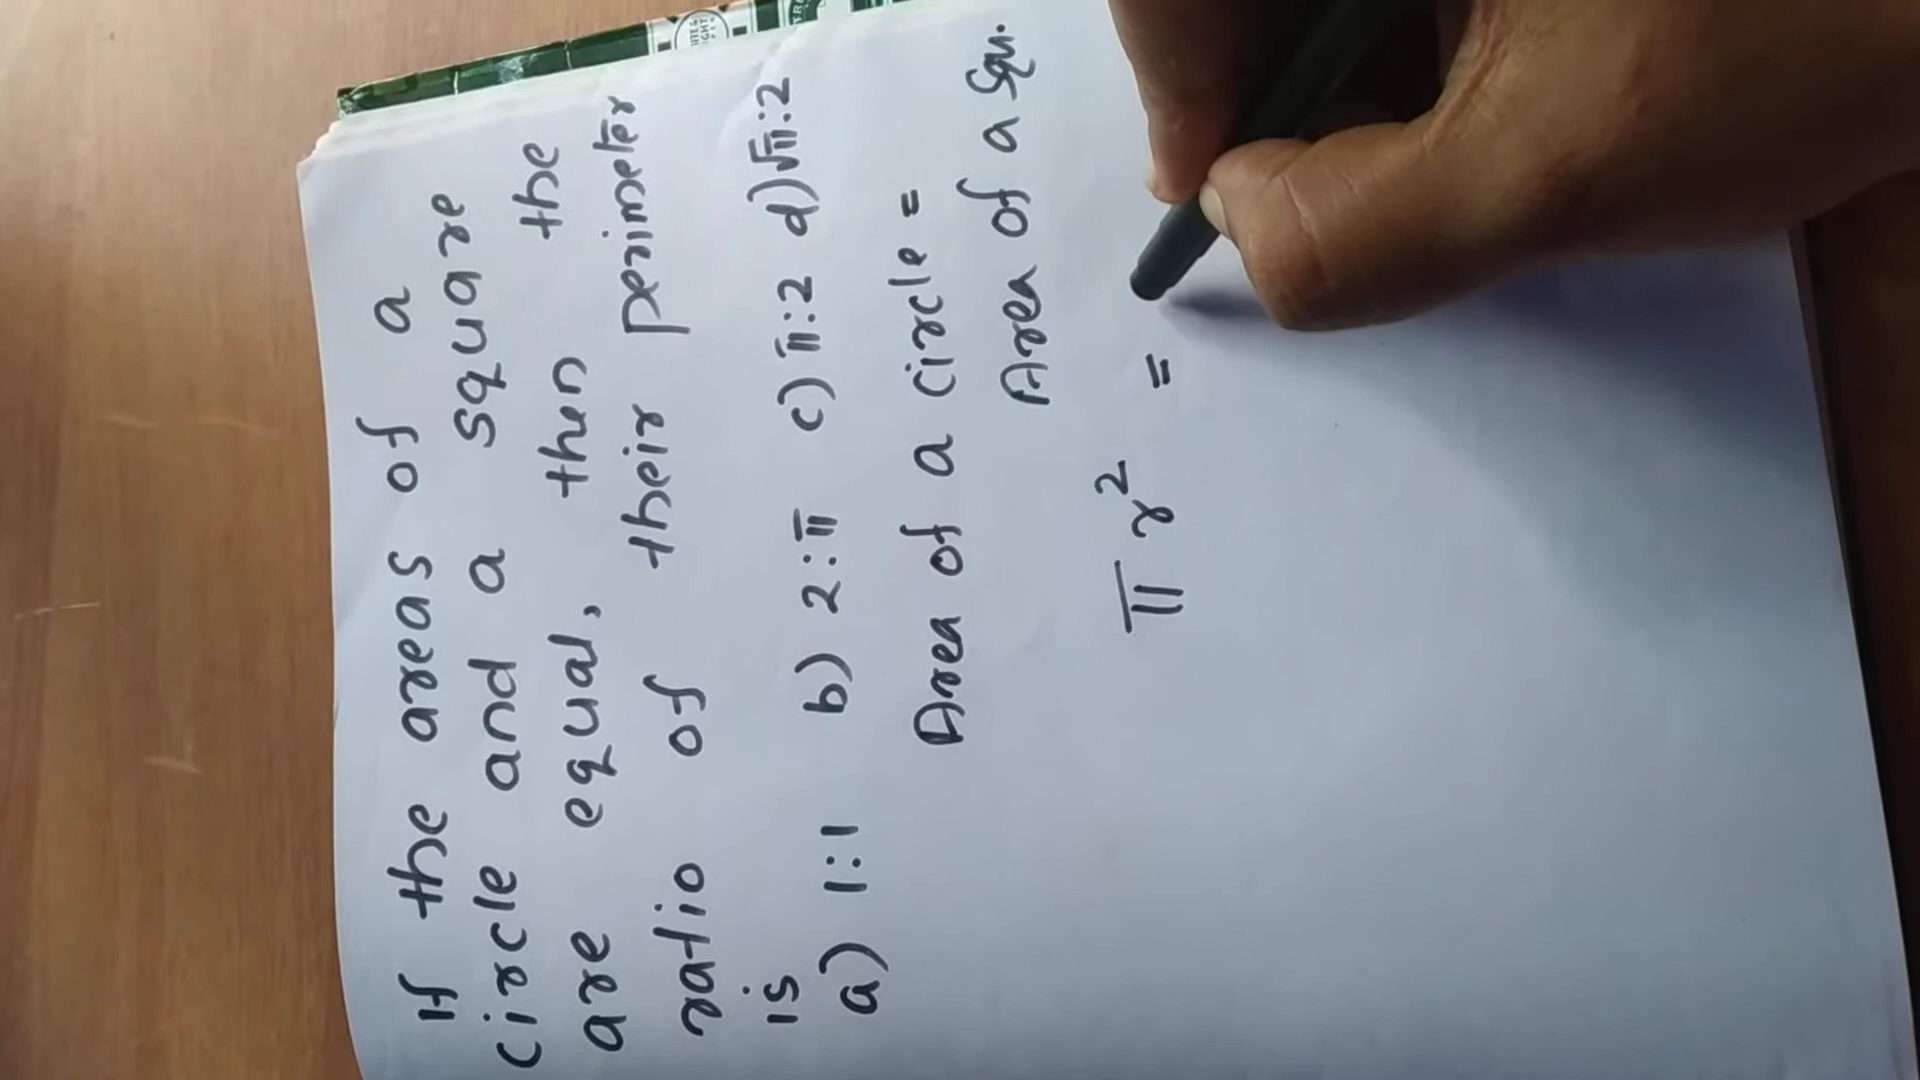 If the areas of a
circle and a square
are equal, then the
ratio of their perimeter
is
a) 1:1 b) 2:π c) π:2 d) √π:2
Area of a circle =
Area of a Squ.
π r² =